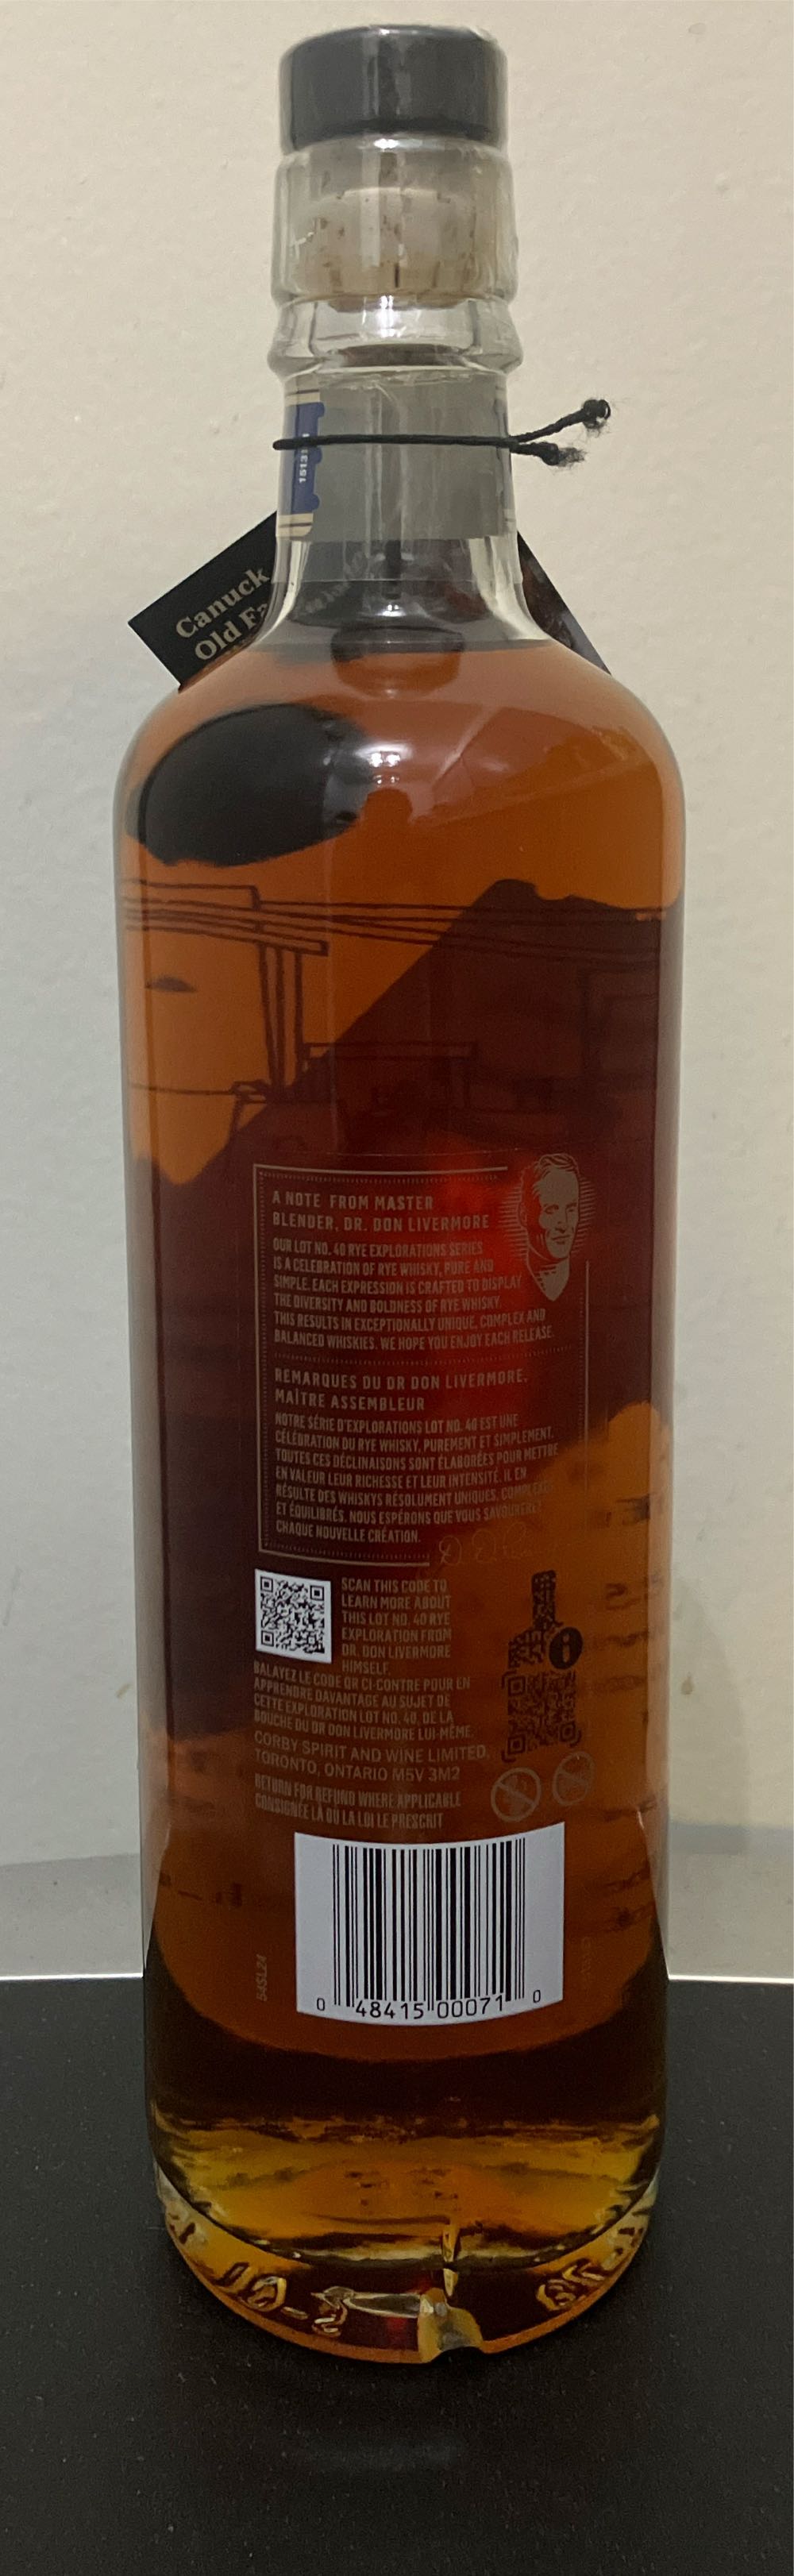 Canuck
Old
A NOTE FROM MASTER
BLENDER, DR. DON LIVERMORE
OUR LOT NO. 40 RYE EXPLORATIONS SERIES
IS A CELEBRATION OF RYE WHISKY, PURE AND
SIMPLE. EACH EXPRESSION IS CRAFTED TO DISPLAY
THE DIVERSITY AND BOLDNESS OF RYE WHISKY.
THIS RESULTS IN EXCEPTIONALLY UNIQUE, COMPLEX AND
BALANCED WHISKIES. WE HOPE YOU ENJOY EACH RELEASE.
REMARQUES DU DR DON LIVERMORE,
MAÎTRE ASSEMBLEUR
NOTRE SÉRIE D'EXPLORATIONS LOT NO. 40 EST UNE
CÉLÉBRATION DU RYE WHISKY, PUREMENT ET SIMPLEMENT.
TOUTES CES DÉCLINAISONS SONT ÉLABORÉES POUR METTRE
EN VALEUR LEUR RICHESSE ET LEUR INTENSITÉ. IL EN
RÉSULTE DES WHISKYS RÉSOLUMENT UNIQUES, COMPLEXES
ET ÉQUILIBRÉS. NOUS ESPÉRONS QUE VOUS SAVOUREREZ
CHAQUE NOUVELLE CRÉATION.
SCAN THIS CODE TO
LEARN MORE ABOUT
THIS LOT NO. 40 RYE
EXPLORATION FROM
DR. DON LIVERMORE
HIMSELF.
BALAYEZ LE CODE QR CI-CONTRE POUR EN
APPRENDRE DAVANTAGE AU SUJET DE
CETTE EXPLORATION LOT NO. 40, DE LA
BOUCHE DU DR DON LIVERMORE LUI-MÊME.
CORBY SPIRIT AND WINE LIMITED,
TORONTO, ONTARIO M5V 3M2
RETURN FOR REFUND WHERE APPLICABLE
CONSIGNÉE LÀ OÙ LA LOI LE PRESCRIT
54SL24
0 48415 00071 0